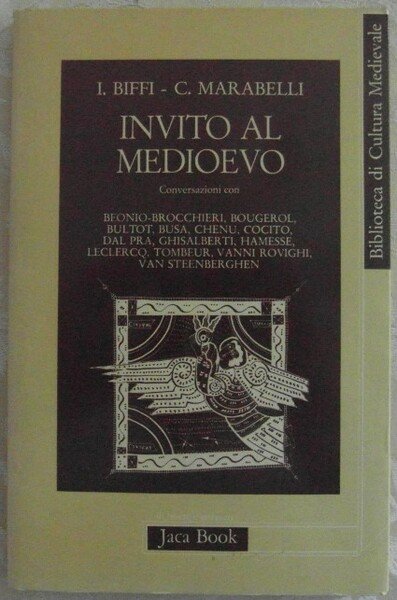 I. BIFFI - C. MARABELLI
INVITO AL
MEDIOEVO
Conversazioni con
BEONIO-BROCCHIERI, BOUGEROL,
BULTOT, BUSA, CHENU, COCITO,
DAL PRA, GHISALBERTI, HAMESSE,
LECLERCQ, TOMBEUR, VANNI ROVIGHI,
VAN STEENBERGHEN
Biblioteca di Cultura Medievale
Jaca Book